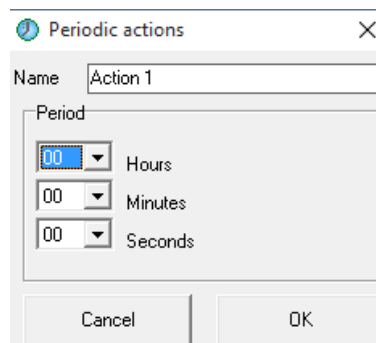 Periodic actions
Name Action 1
Period
00 Hours
00 Minutes
00 Seconds
Cancel OK